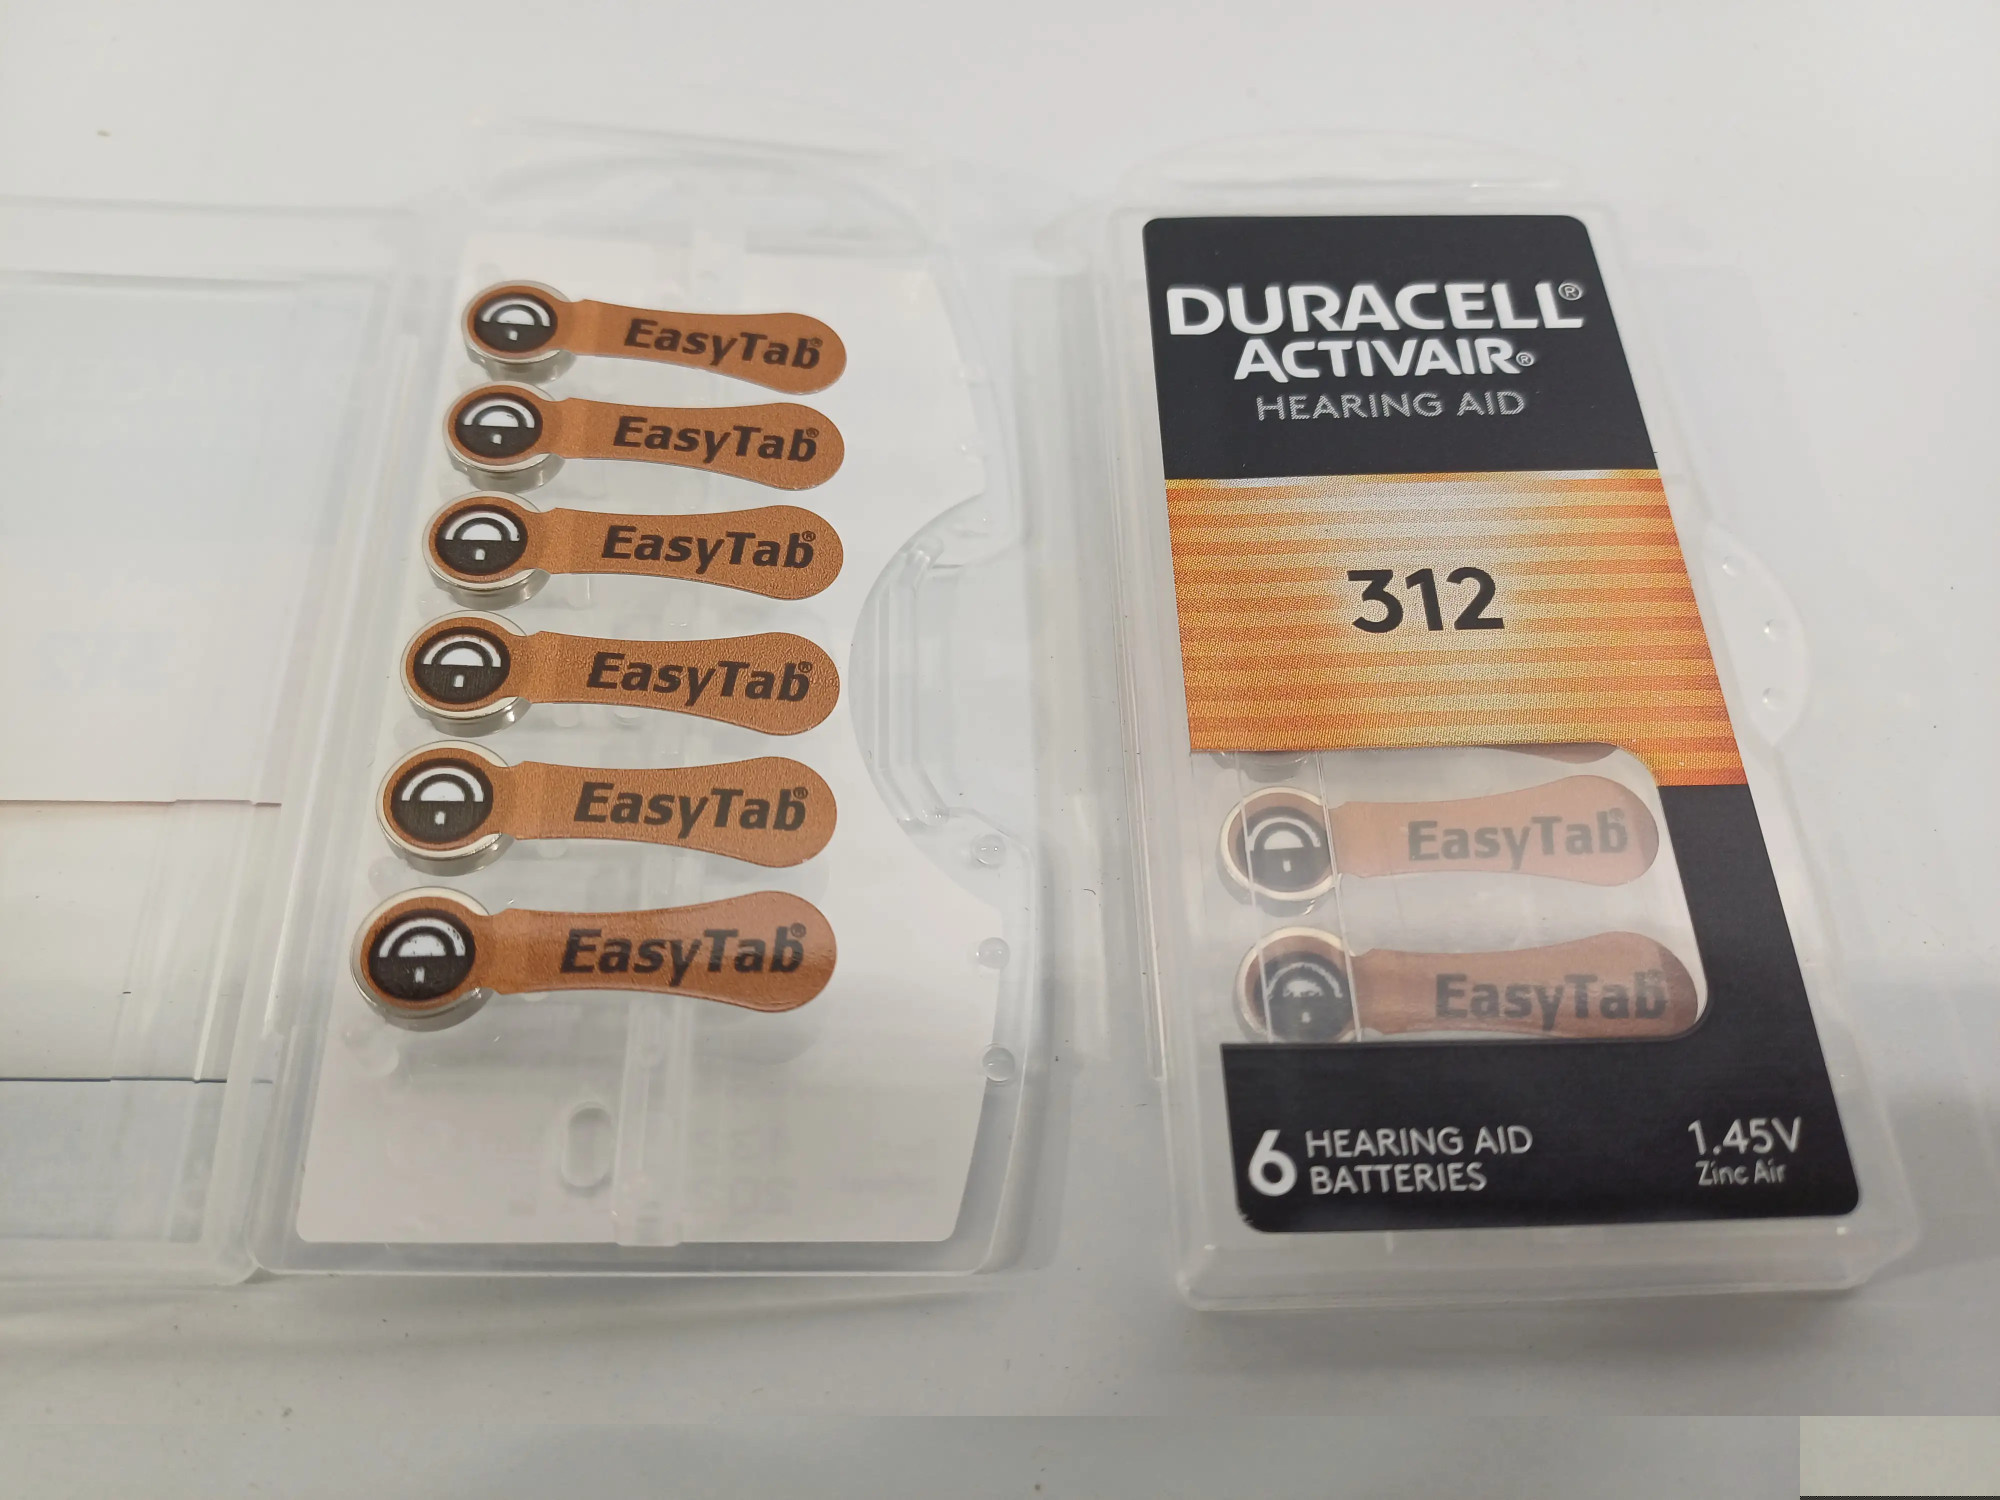 EasyTab®
EasyTab®
EasyTab®
EasyTab®
EasyTab®
EasyTab®
DURACELL®
ACTIVAIR®
HEARING AID
312
EasyTab®
EasyTab®
6 HEARING AID
BATTERIES
1.45V
Zinc Air